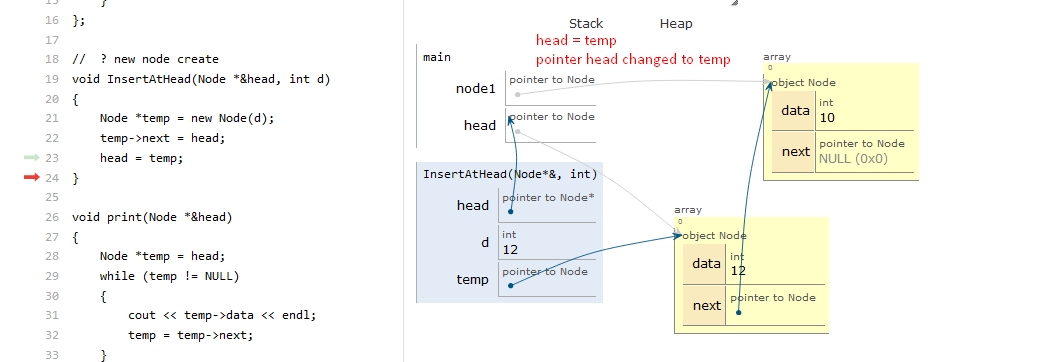 15 }
16 };
17
18 // ? new node create
19 void InsertAtHead(Node *&head, int d)
20 {
21 Node *temp = new Node(d);
22 temp->next = head;
23 head = temp;
24 }
25
26 void print(Node *&head)
27 {
28 Node *temp = head;
29 while (temp != NULL)
30 {
31 cout << temp->data << endl;
32 temp = temp->next;
33 }
Stack Heap
head = temp
pointer head changed to temp
main
node1 pointer to Node
head pointer to Node
InsertAtHead(Node*&, int)
head pointer to Node*
d int
12
temp pointer to Node
array
0
object Node
data int
10
next pointer to Node
NULL (0x0)
array
0
object Node
data int
12
next pointer to Node